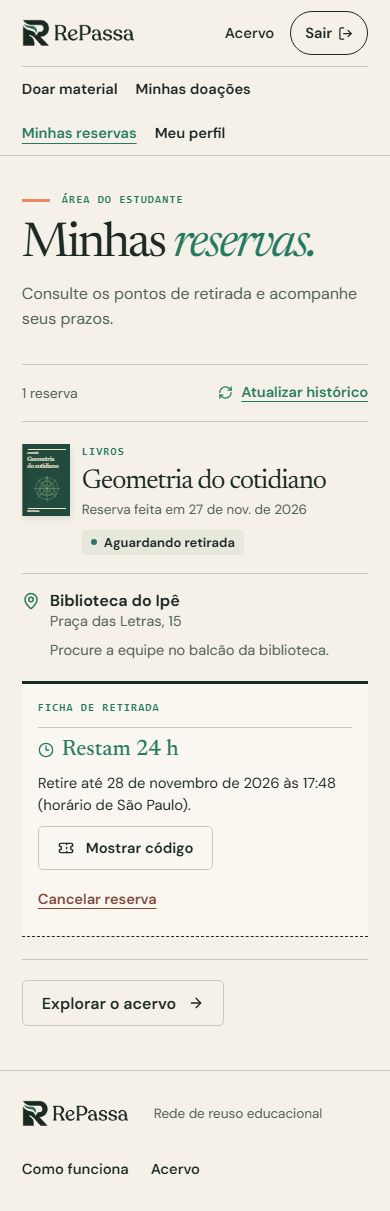 RePassa
Acervo
Sair
Doar material
Minhas doações
Minhas reservas
Meu perfil
ÁREA DO ESTUDANTE
Minhas reservas.
Consulte os pontos de retirada e acompanhe
seus prazos.
1 reserva
Atualizar histórico
Geometria
do cotidiano
LIVROS
Geometria do cotidiano
Reserva feita em 27 de nov. de 2026
Aguardando retirada
Biblioteca do Ipê
Praça das Letras, 15
Procure a equipe no balcão da biblioteca.
FICHA DE RETIRADA
Restam 24 h
Retire até 28 de novembro de 2026 às 17:48
(horário de São Paulo).
Mostrar código
Cancelar reserva
Explorar o acervo
RePassa
Rede de reuso educacional
Como funciona
Acervo